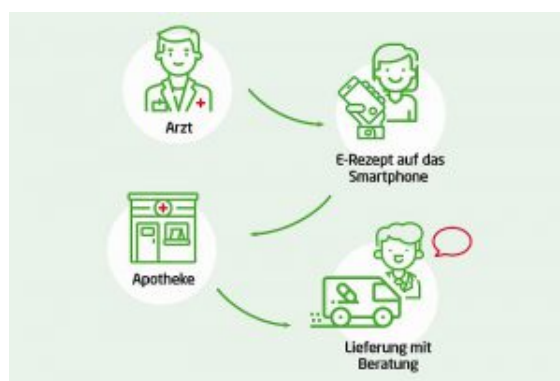 Arzt
E-Rezept auf das
Smartphone
Apotheke
Lieferung mit
Beratung